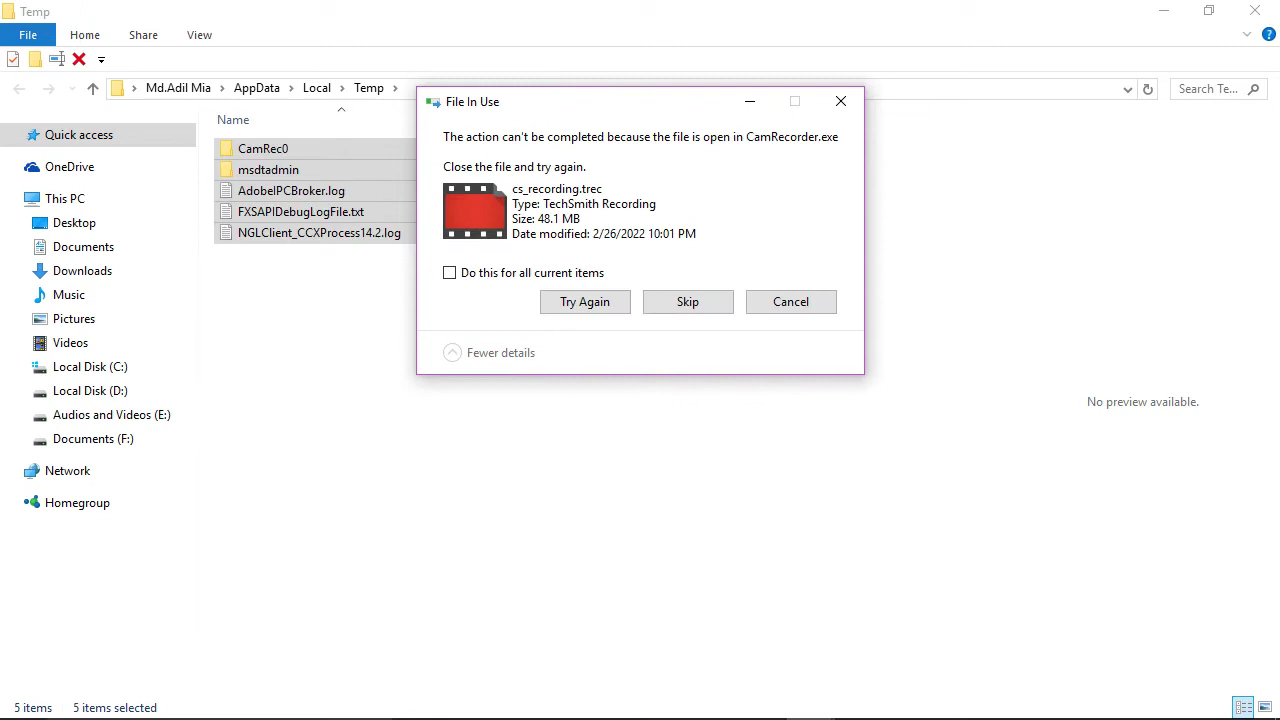 Temp
File Home Share View
Md.Adil Mia AppData Local Temp
Search Te...
Name
Quick access
OneDrive
This PC
Desktop
Documents
Downloads
Music
Pictures
Videos
Local Disk (C:)
Local Disk (D:)
Audios and Videos (E:)
Documents (F:)
Network
Homegroup
CamRec0
msdtadmin
AdobeIPCBroker.log
FXSAPIDebugLogFile.txt
NGLClient_CCXProcess14.2.log
File In Use
The action can't be completed because the file is open in CamRecorder.exe
Close the file and try again.
cs_recording.trec
Type: TechSmith Recording
Size: 48.1 MB
Date modified: 2/26/2022 10:01 PM
Do this for all current items
Try Again Skip Cancel
Fewer details
No preview available.
5 items 5 items selected